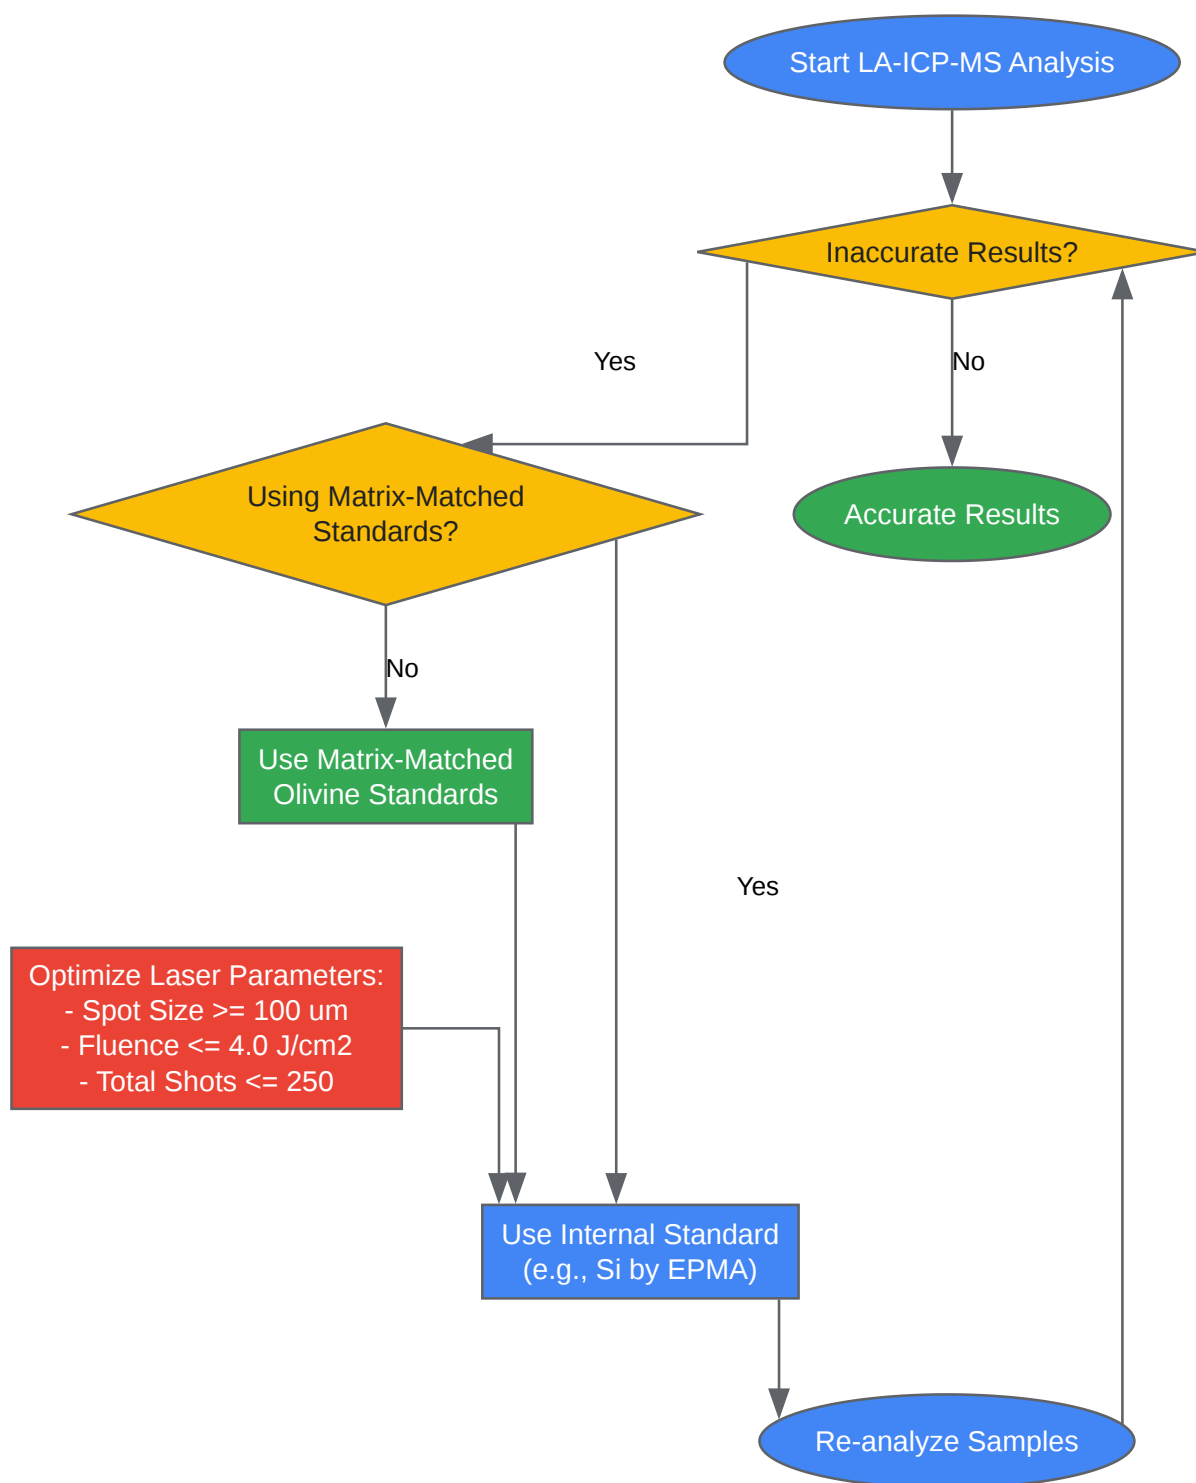 Start LA-ICP-MS Analysis
Inaccurate Results?
Yes
No
Using Matrix-Matched
Standards?
Accurate Results
No
Use Matrix-Matched
Olivine Standards
Yes
Optimize Laser Parameters:
- Spot Size >= 100 um
- Fluence <= 4.0 J/cm2
- Total Shots <= 250
Use Internal Standard
(e.g., Si by EPMA)
Re-analyze Samples